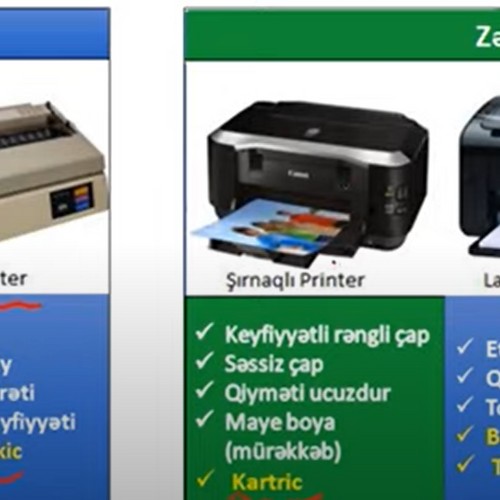 Zə
Canon
ter
Şırnaqlı Printer
La
y
rəti
yfiyyəti
kic
✓ Keyfiyyətli rəngli çap
✓ Səssiz çap
✓ Qiyməti ucuzdur
✓ Maye boya
(mürəkkəb)
✓ Kartric
✓ E
✓ Q
✓ T
✓ B
✓ T